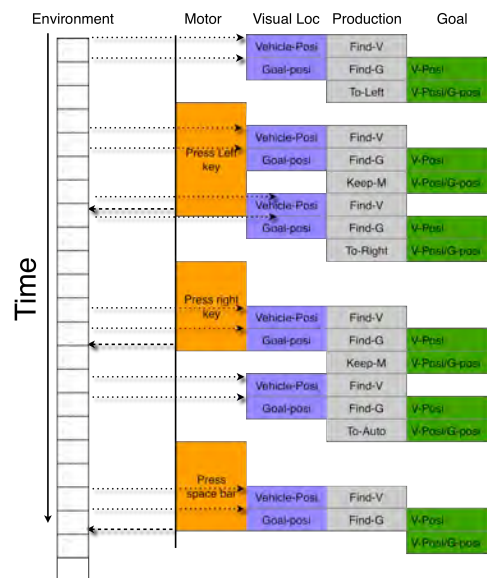 Environment Motor Visual Loc Production Goal
Time
Vehicle-Posi Find-V
Goal-posi Find-G V-Posi
To-Left V-Posi/G-posi
Press Left
key
Vehicle-Posi Find-V
Goal-posi Find-G V-Posi
Keep-M V-Posi/G-posi
Vehicle-Posi Find-V
Goal-posi Find-G V-Posi
To-Right V-Posi/G-posi
Press right
key
Vehicle-Posi Find-V
Goal-posi Find-G V-Posi
Keep-M V-Posi/G-posi
Vehicle-Posi Find-V
Goal-posi Find-G V-Posi
To-Auto V-Posi/G-posi
Press
space bar
Vehicle-Posi Find-V
Goal-posi Find-G V-Posi
V-Posi/G-posi